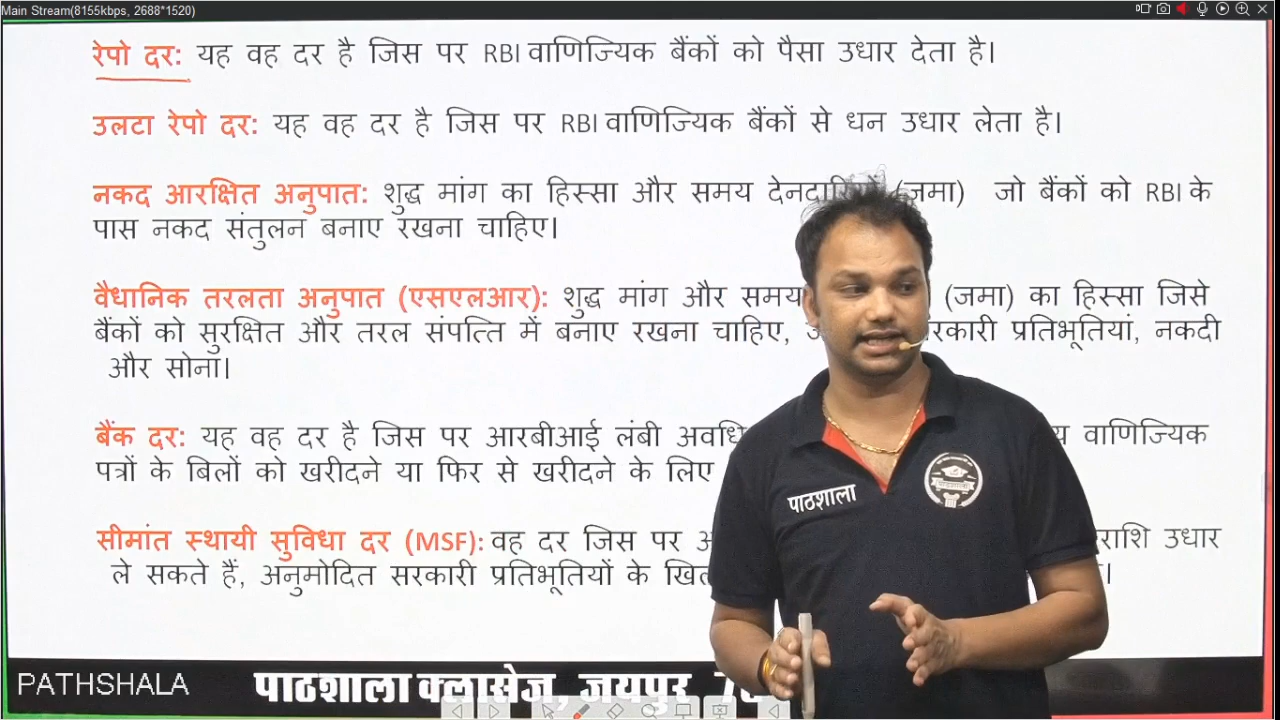 Main Stream(8155kbps, 2688*1520)
रेपो दर: यह वह दर है जिस पर RBI वाणिज्यिक बैंकों को पैसा उधार देता है।
उलटा रेपो दर: यह वह दर है जिस पर RBI वाणिज्यिक बैंकों से धन उधार लेता है।
नकद आरक्षित अनुपात: शुद्ध मांग का हिस्सा और समय देनदारियों (जमा) जो बैंकों को RBI के
पास नकद संतुलन बनाए रखना चाहिए।
वैधानिक तरलता अनुपात (एसएलआर): शुद्ध मांग और समय (जमा) का हिस्सा जिसे
बैंकों को सुरक्षित और तरल संपत्ति में बनाए रखना चाहिए, प्रतिभूतियां, नकदी
और सोना।
बैंक दर: यह वह दर है जिस पर आरबीआई लंबी अवधि वाणिज्यिक
पत्रों के बिलों को खरीदने या फिर से खरीदने के लिए
सीमांत स्थायी सुविधा दर (MSF): वह दर जिस पर उधार
ले सकते हैं, अनुमोदित सरकारी प्रतिभूतियों के
पाठशाला
PATHSHALA पाठशाला क्लासेज, जयपुर